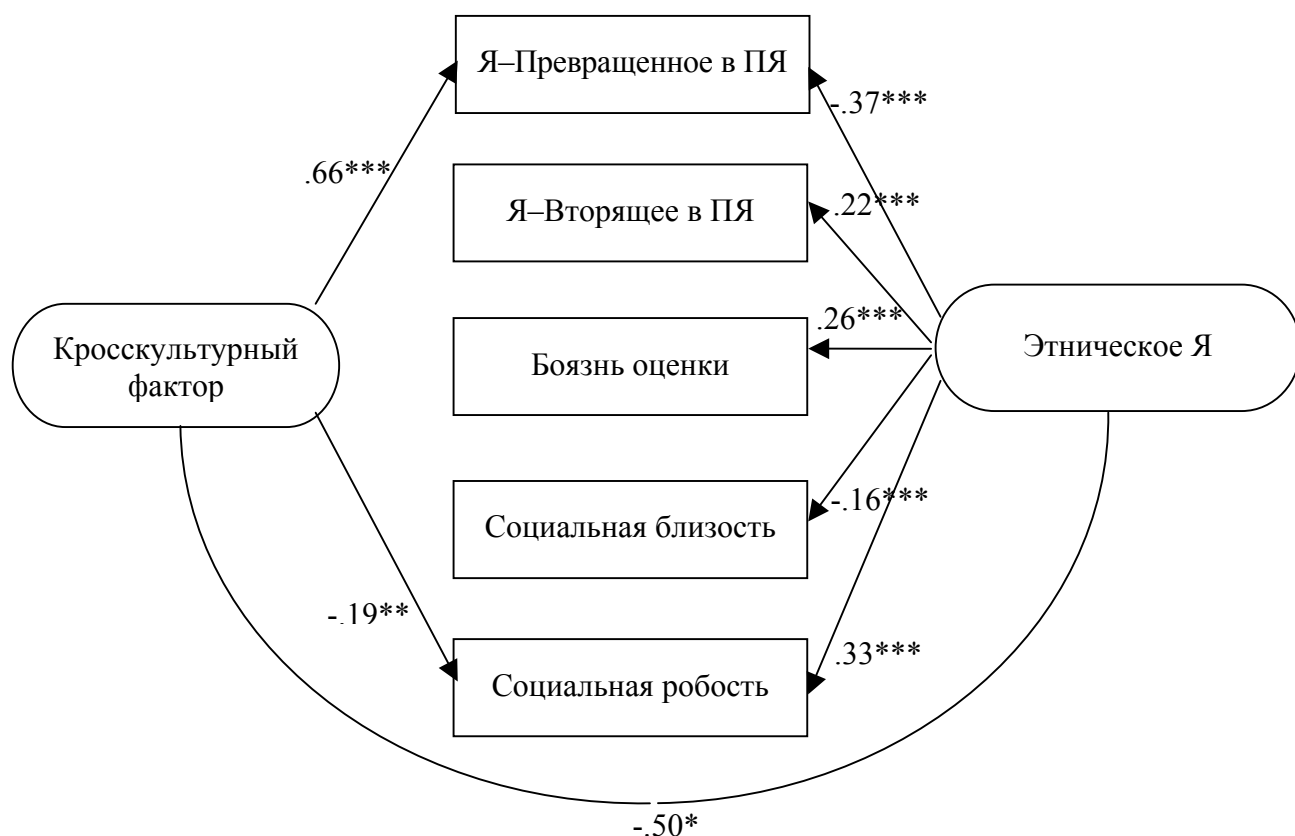 Я–Превращенное в ПЯ
-.37***
.66***
.22***
Я–Вторящее в ПЯ
.26***
Кросскультурный
фактор
Боязнь оценки
Этническое Я
-.16***
Социальная близость
-.19**
.33***
Социальная робость
-.50*